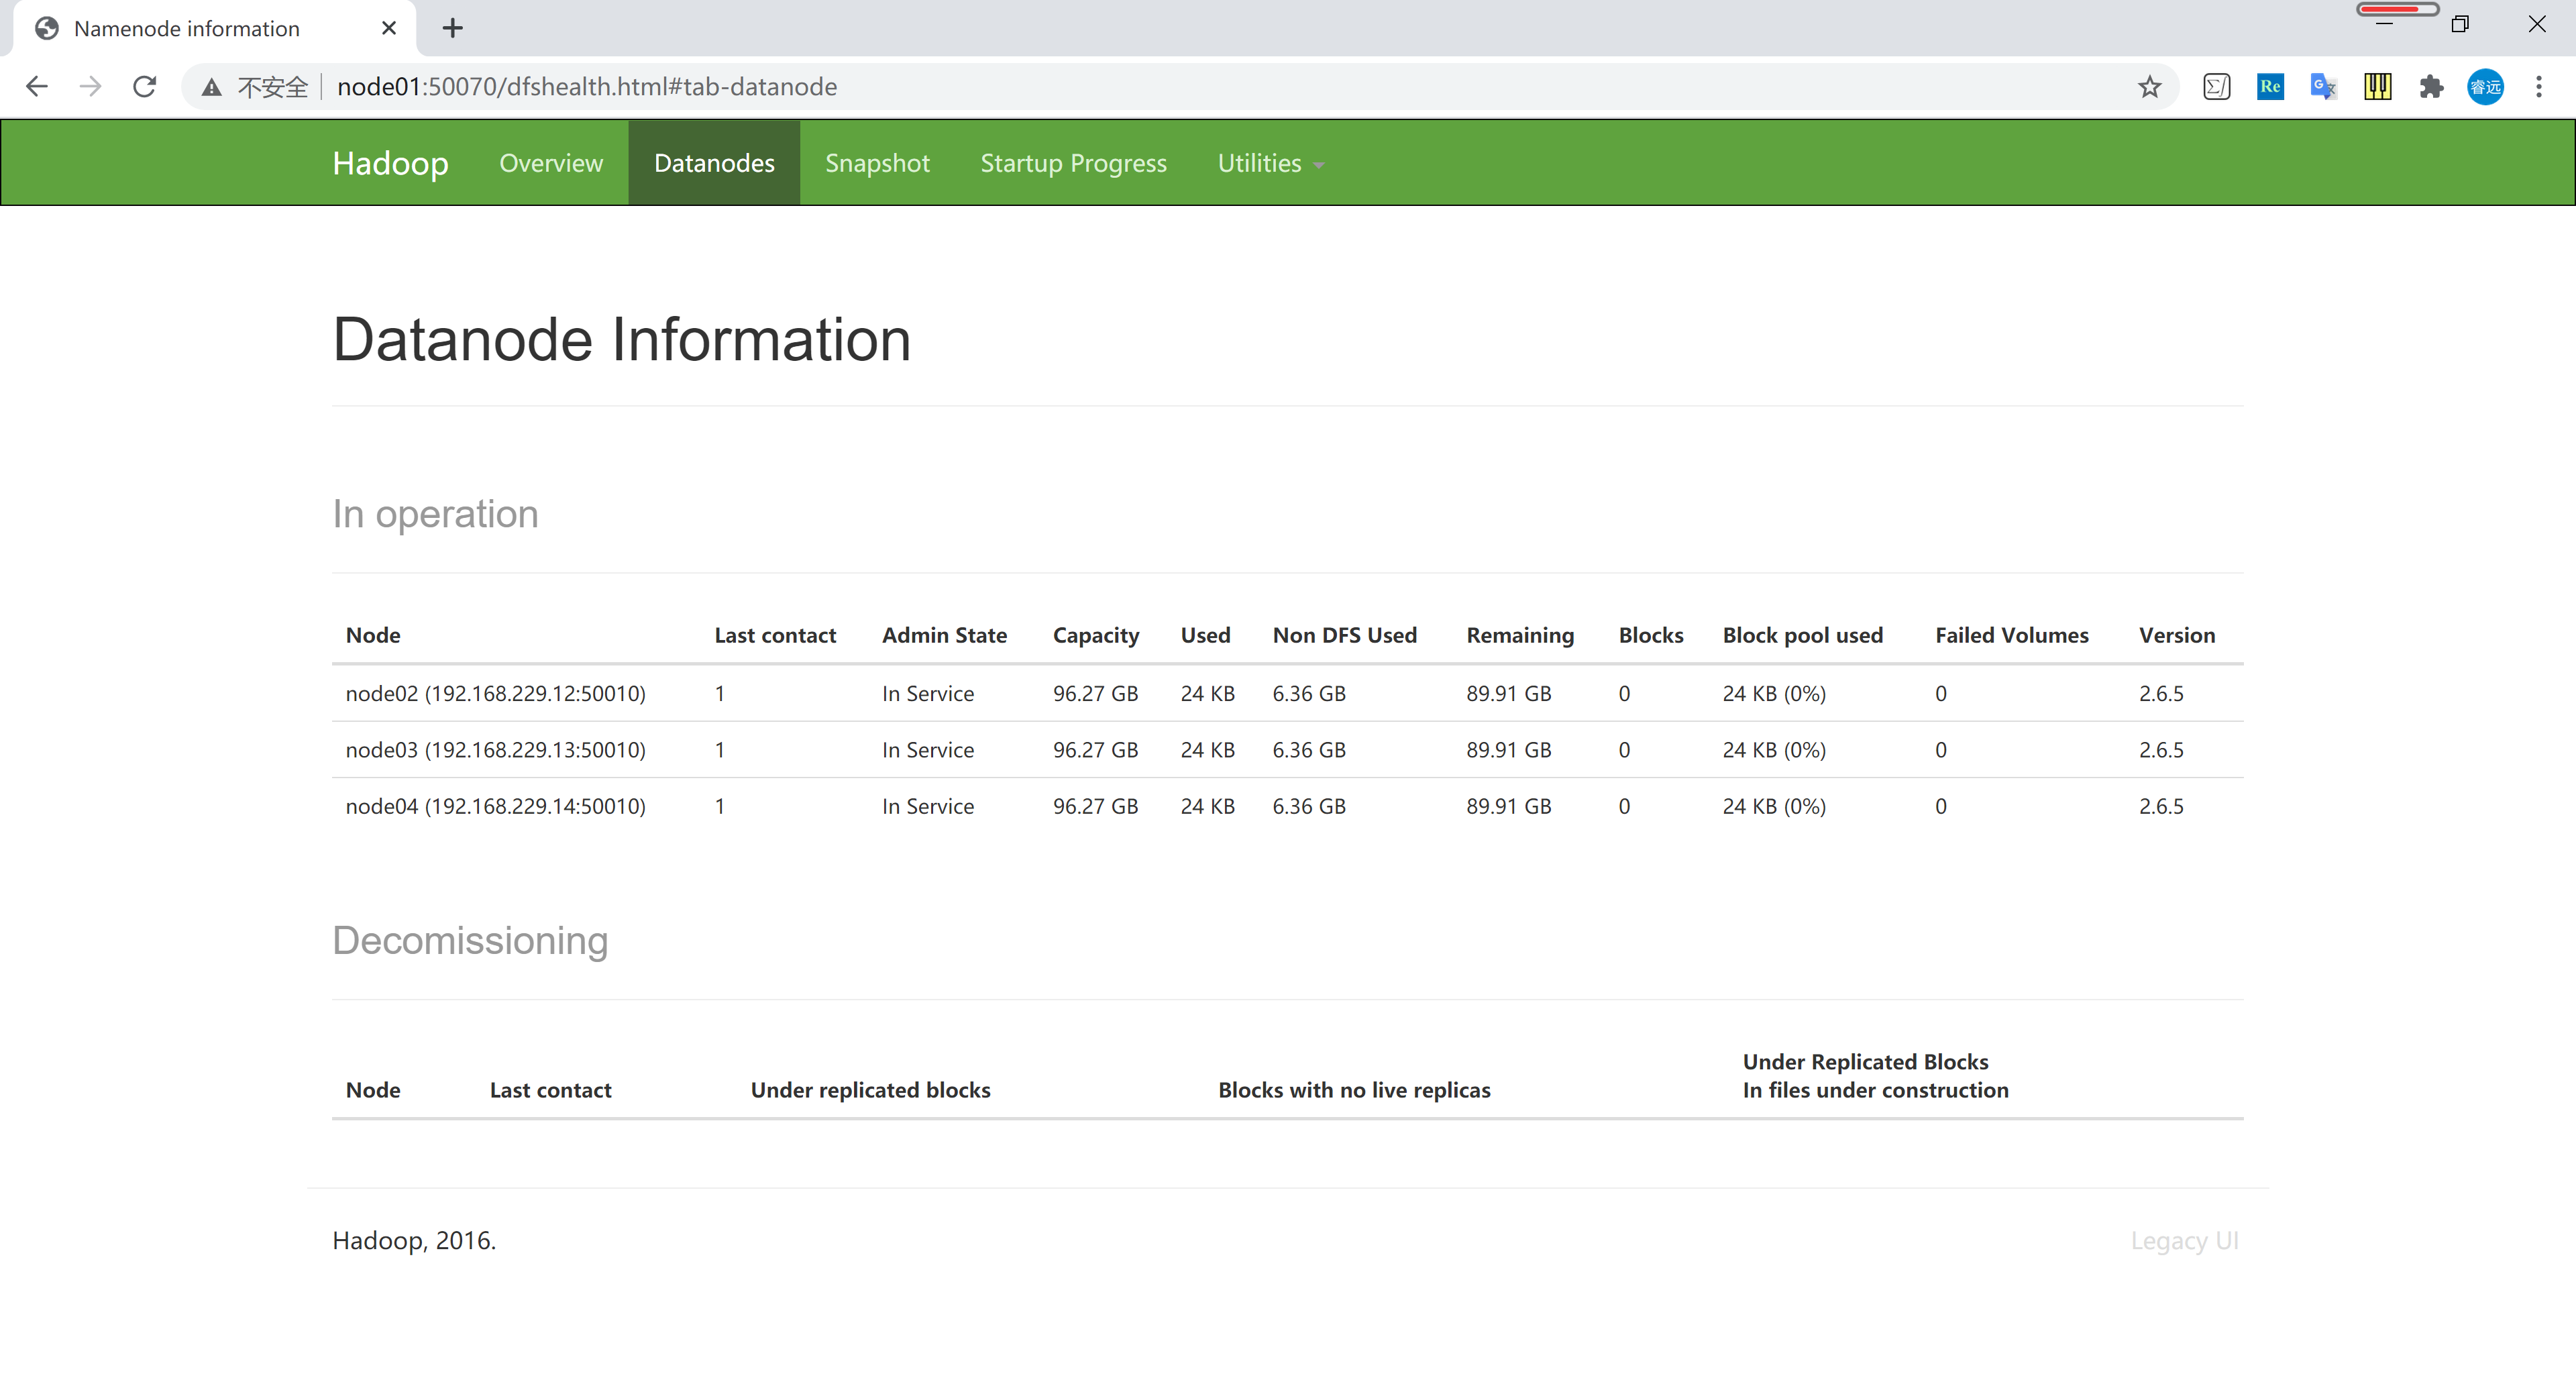 Namenode information
不安全 node01:50070/dfshealth.html#tab-datanode
Re
G 文
睿远
Hadoop Overview Datanodes Snapshot Startup Progress Utilities
Datanode Information
In operation
Node Last contact Admin State Capacity Used Non DFS Used Remaining Blocks Block pool used Failed Volumes Version
node02 (192.168.229.12:50010) 1 In Service 96.27 GB 24 KB 6.36 GB 89.91 GB 0 24 KB (0%) 0 2.6.5
node03 (192.168.229.13:50010) 1 In Service 96.27 GB 24 KB 6.36 GB 89.91 GB 0 24 KB (0%) 0 2.6.5
node04 (192.168.229.14:50010) 1 In Service 96.27 GB 24 KB 6.36 GB 89.91 GB 0 24 KB (0%) 0 2.6.5
Decomissioning
Node Last contact Under replicated blocks Blocks with no live replicas Under Replicated Blocks
In files under construction
Hadoop, 2016. Legacy UI